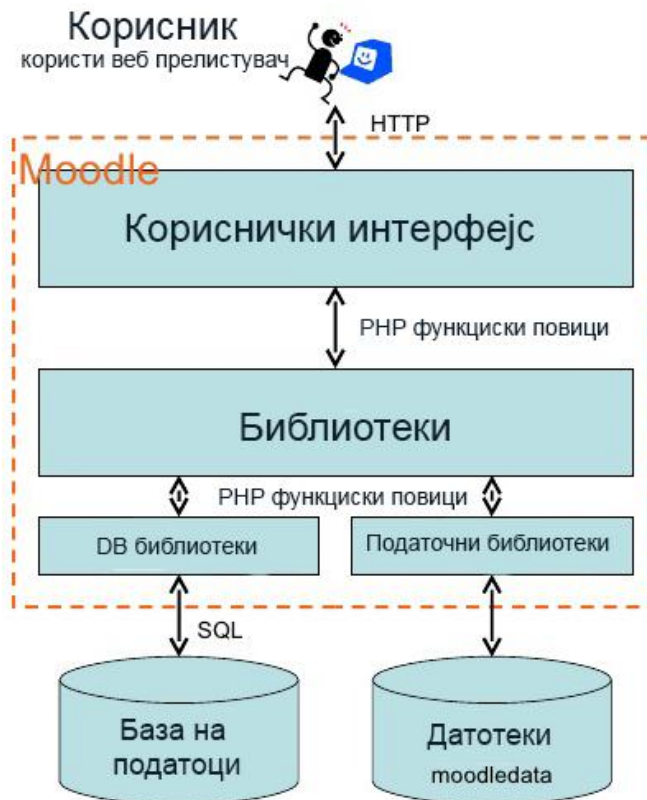 Корисник
користи веб прелистувач
HTTP
Moodle
Кориснички интерфејс
PHP функциски повици
Библиотеки
PHP функциски повици
DB библиотеки
Податочни библиотеки
SQL
База на
податоци
Датотеки
moodledata